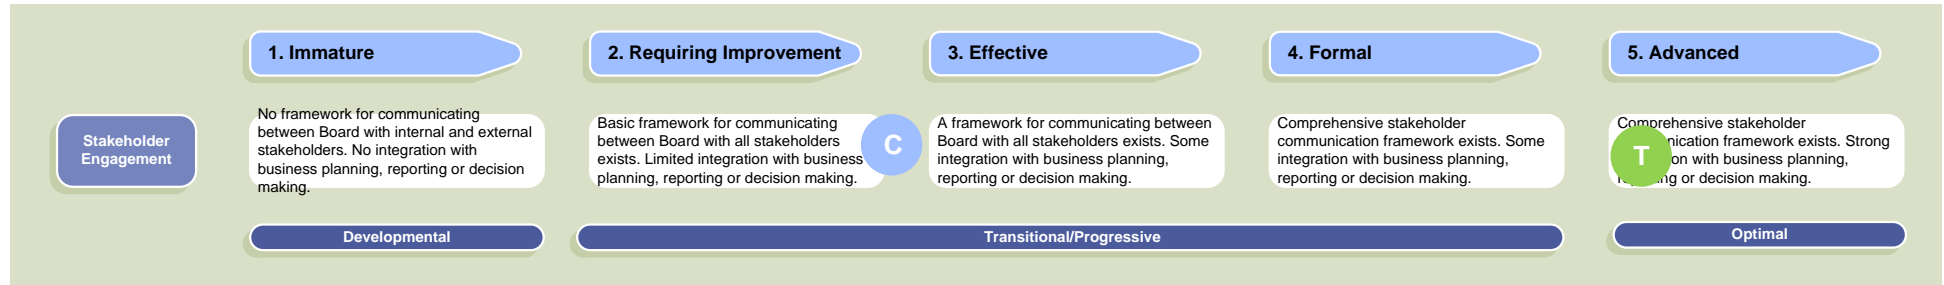 1. Immature
2. Requiring Improvement
3. Effective
4. Formal
5. Advanced
Stakeholder
Engagement
No framework for communicating
between Board with internal and external
stakeholders. No integration with
business planning, reporting or decision
making.
Basic framework for communicating
between Board with all stakeholders
exists. Limited integration with business
planning, reporting or decision making.
C
A framework for communicating between
Board with all stakeholders exists. Some
integration with business planning,
reporting or decision making.
Comprehensive stakeholder
communication framework exists. Some
integration with business planning,
reporting or decision making.
Comprehensive stakeholder
framework exists. Strong
with business planning,
or decision making.
T
Developmental
Transitional/Progressive
Optimal